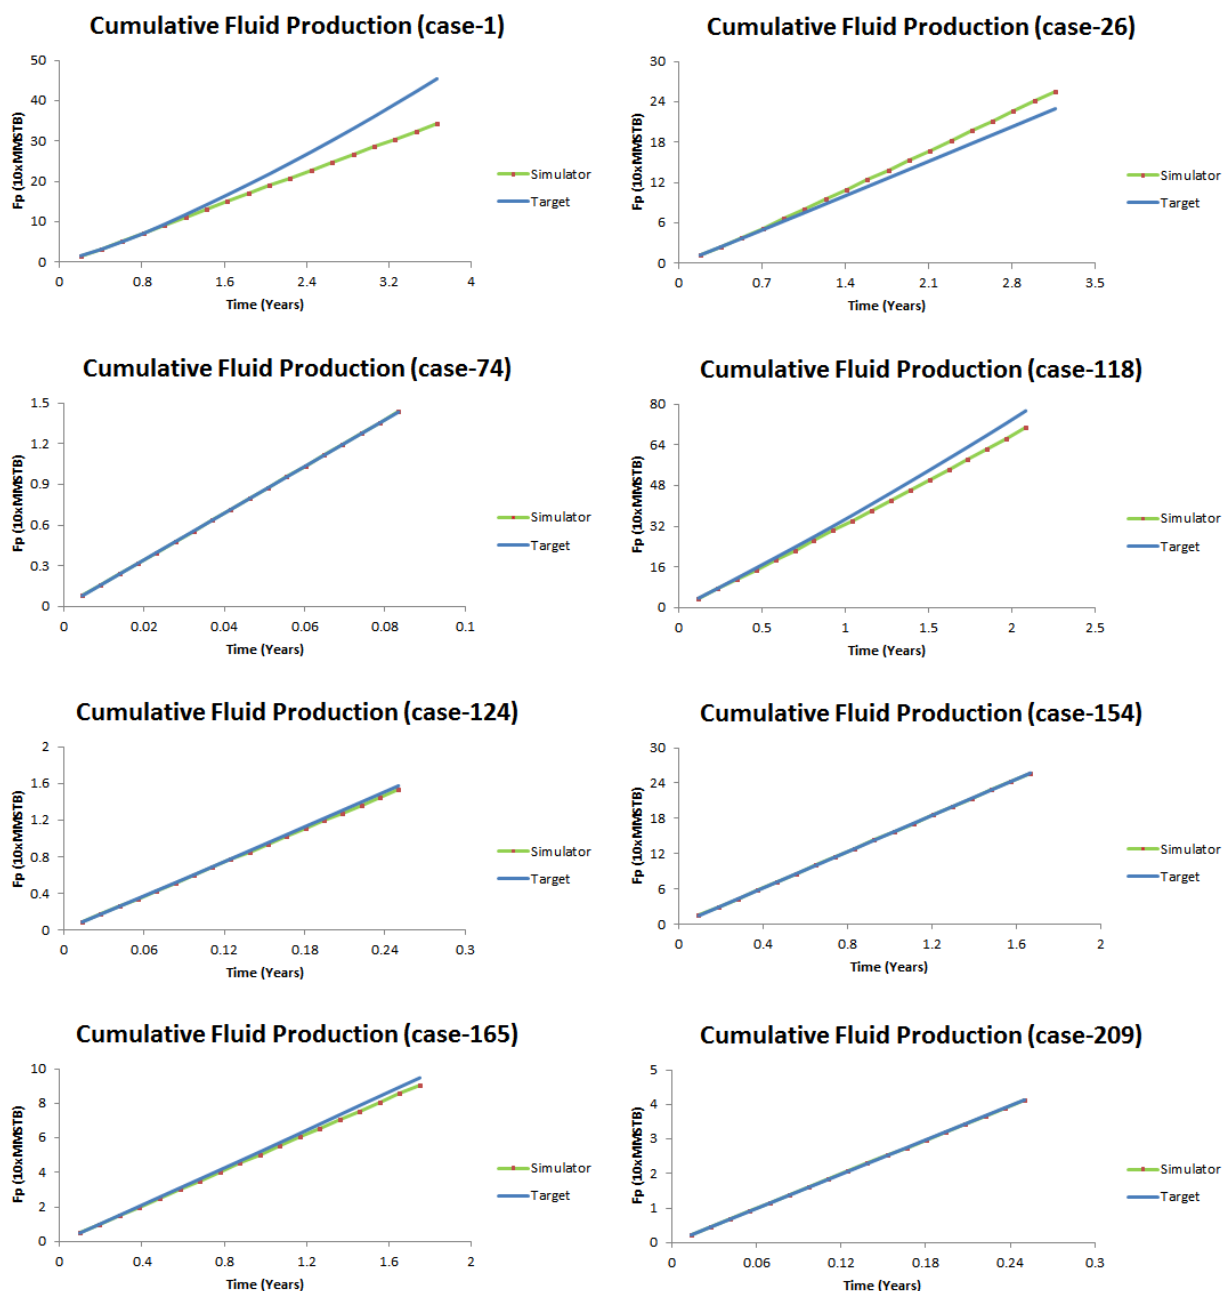 Cumulative Fluid Production (case-1)
50
40
30
20
10
0
Fp (10xMMSTB)
0 0.8 1.6 2.4 3.2 4
Time (Years)
Simulator
Target
Cumulative Fluid Production (case-26)
30
24
18
12
6
0
Fp (10xMMSTB)
0 0.7 1.4 2.1 2.8 3.5
Time (Years)
Simulator
Target
Cumulative Fluid Production (case-74)
1.5
1.2
0.9
0.6
0.3
0
Fp (10xMMSTB)
0 0.02 0.04 0.06 0.08 0.1
Time (Years)
Simulator
Target
Cumulative Fluid Production (case-118)
80
64
48
32
16
0
Fp (10xMMSTB)
0 0.5 1 1.5 2 2.5
Time (Years)
Simulator
Target
Cumulative Fluid Production (case-124)
2
1.6
1.2
0.8
0.4
0
Fp (10xMMSTB)
0 0.06 0.12 0.18 0.24 0.3
Time (Years)
Simulator
Target
Cumulative Fluid Production (case-154)
30
24
18
12
6
0
Fp (10xMMSTB)
0 0.4 0.8 1.2 1.6 2
Time (Years)
Simulator
Target
Cumulative Fluid Production (case-165)
10
8
6
4
2
0
Fp (10xMMSTB)
0 0.4 0.8 1.2 1.6 2
Time (Years)
Simulator
Target
Cumulative Fluid Production (case-209)
5
4
3
2
1
0
Fp (10xMMSTB)
0 0.06 0.12 0.18 0.24 0.3
Time (Years)
Simulator
Target